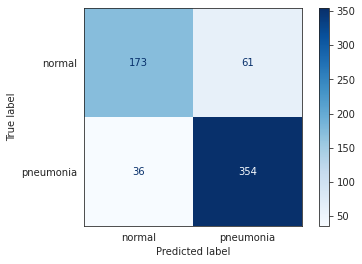 normal
pneumonia
True label
173
61
36
354
normal pneumonia
Predicted label
350
300
250
200
150
100
50